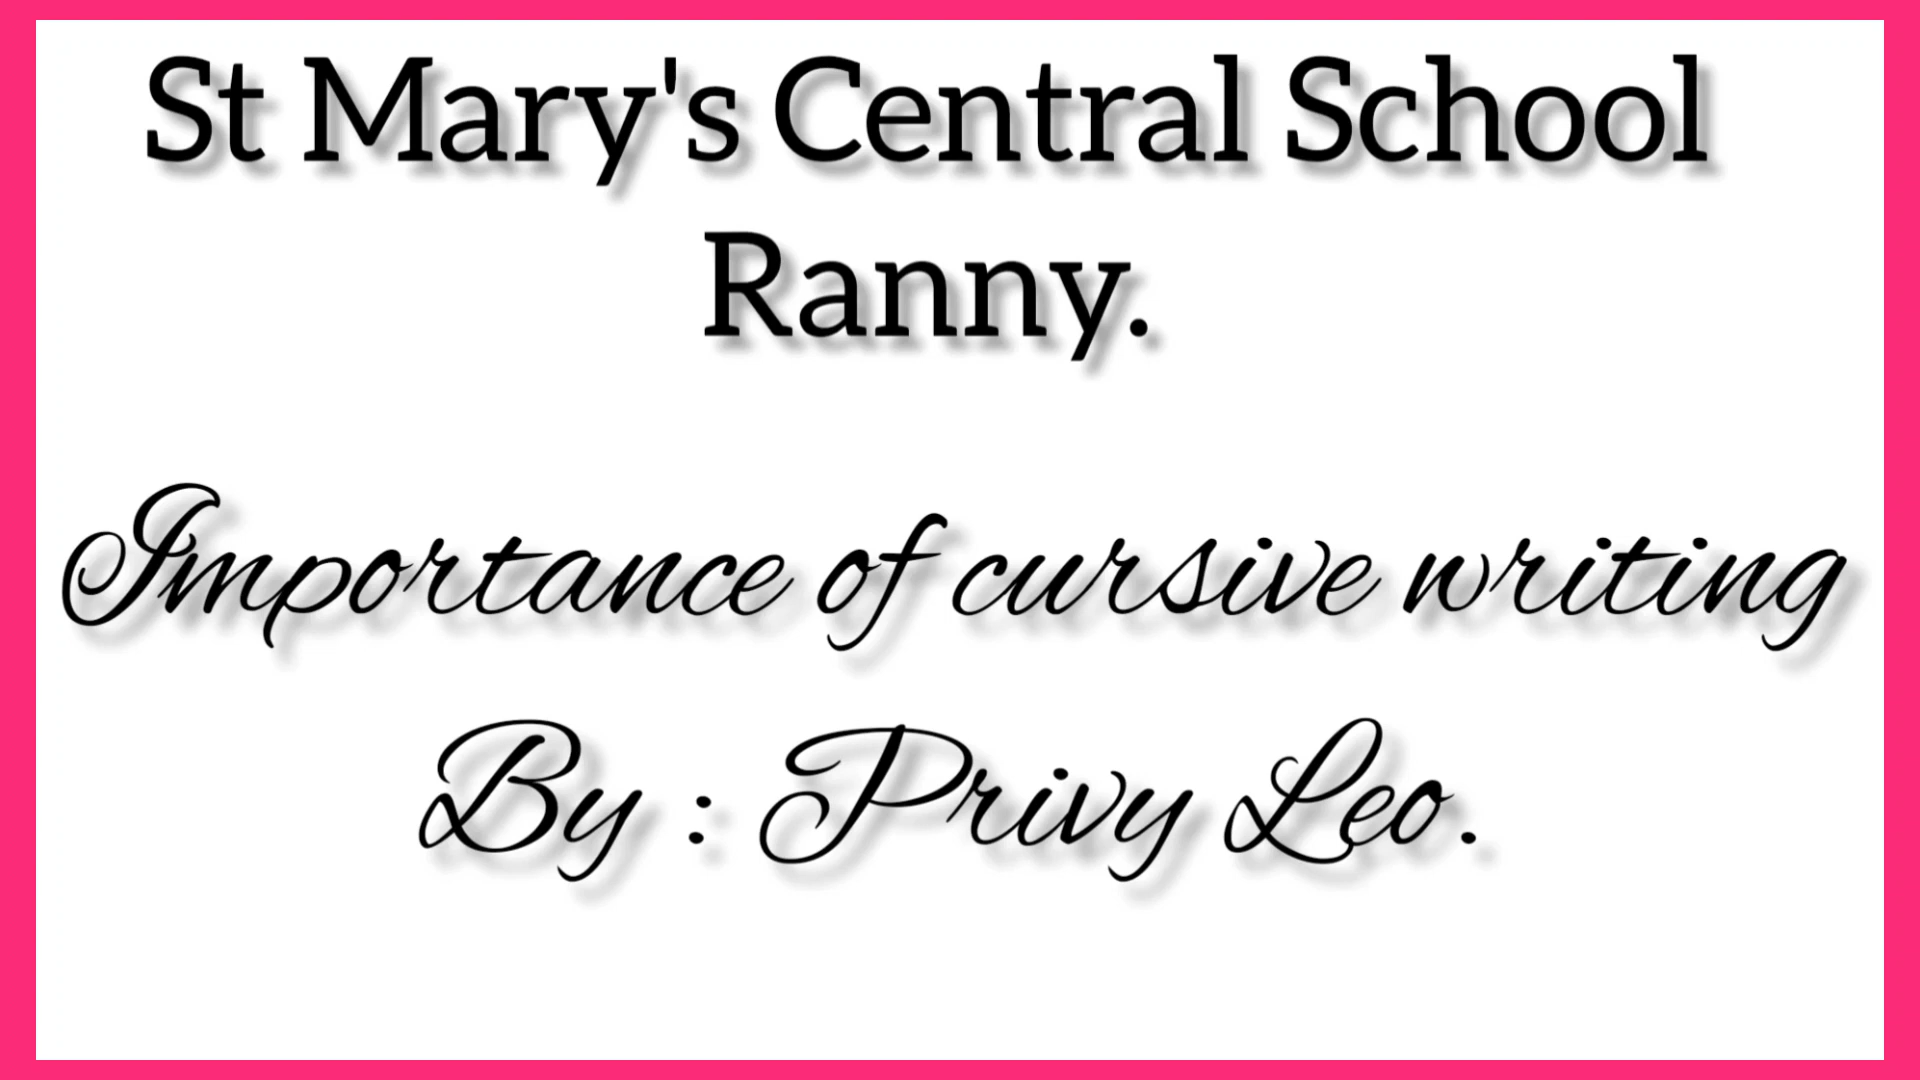 St Mary's Central School
Ranny.
Importance of cursive writing
By : Privy Leo.